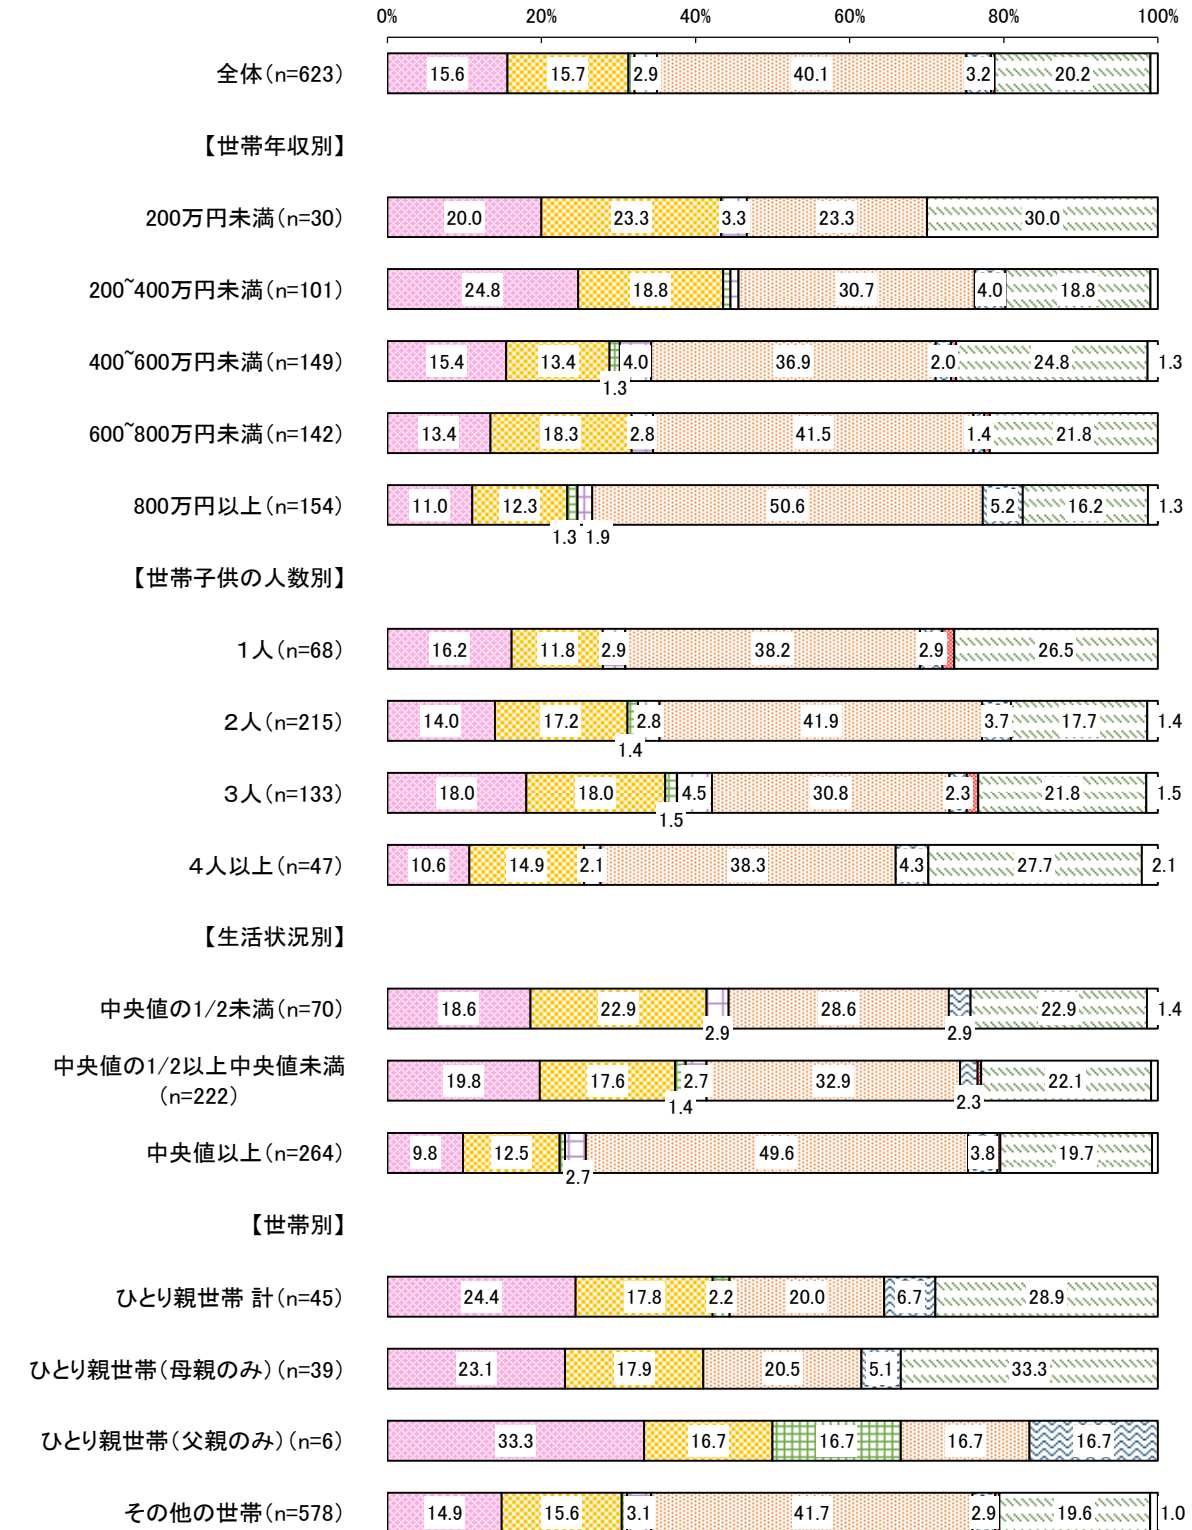 0% 20% 40% 60% 80% 100%
全体(n=623) 15.6 15.7 2.9 40.1 3.2 20.2
【世帯年収別】
200万円未満(n=30) 20.0 23.3 3.3 23.3 30.0
200~400万円未満(n=101) 24.8 18.8 30.7 4.0 18.8
400~600万円未満(n=149) 15.4 13.4 4.0 36.9 2.0 24.8 1.3
1.3
600~800万円未満(n=142) 13.4 18.3 2.8 41.5 1.4 21.8
800万円以上(n=154) 11.0 12.3 50.6 5.2 16.2 1.3
1.3 1.9
【世帯子供の人数別】
1人(n=68) 16.2 11.8 2.9 38.2 2.9 26.5
2人(n=215) 14.0 17.2 2.8 41.9 3.7 17.7 1.4
1.4
3人(n=133) 18.0 18.0 4.5 30.8 2.3 21.8 1.5
1.5
4人以上(n=47) 10.6 14.9 2.1 38.3 4.3 27.7 2.1
【生活状況別】
中央値の1/2未満(n=70) 18.6 22.9 28.6 22.9 1.4
2.9 2.9
中央値の1/2以上中央値未満 19.8 17.6 2.7 32.9 22.1
(n=222) 1.4 2.3
中央値以上(n=264) 9.8 12.5 49.6 3.8 19.7
2.7
【世帯別】
ひとり親世帯 計(n=45) 24.4 17.8 2.2 20.0 6.7 28.9
ひとり親世帯(母親のみ)(n=39) 23.1 17.9 20.5 5.1 33.3
ひとり親世帯(父親のみ)(n=6) 33.3 16.7 16.7 16.7 16.7
その他の世帯(n=578) 14.9 15.6 3.1 41.7 2.9 19.6 1.0